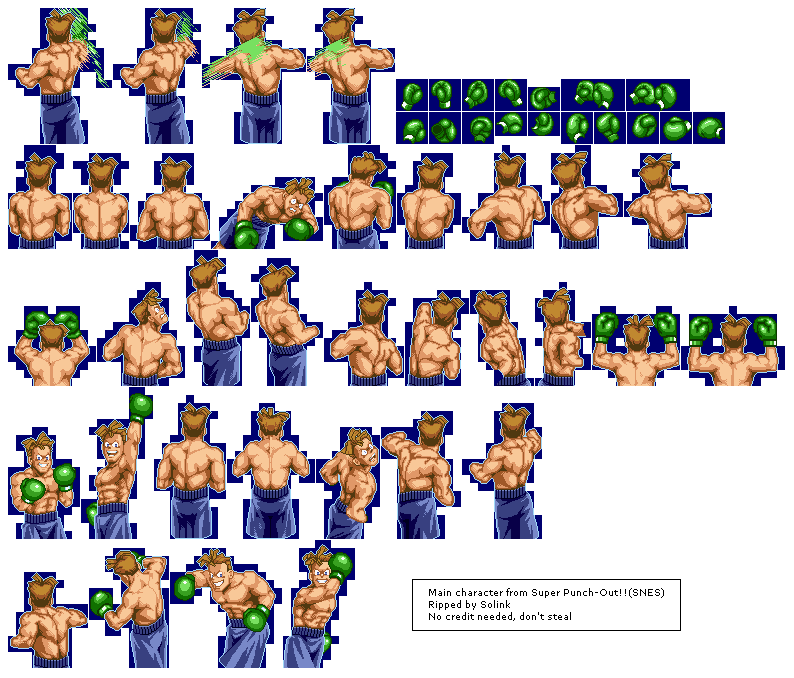 Main character from Super Punch-Out!!(SNES)
Ripped by Solink
No credit needed, don't steal